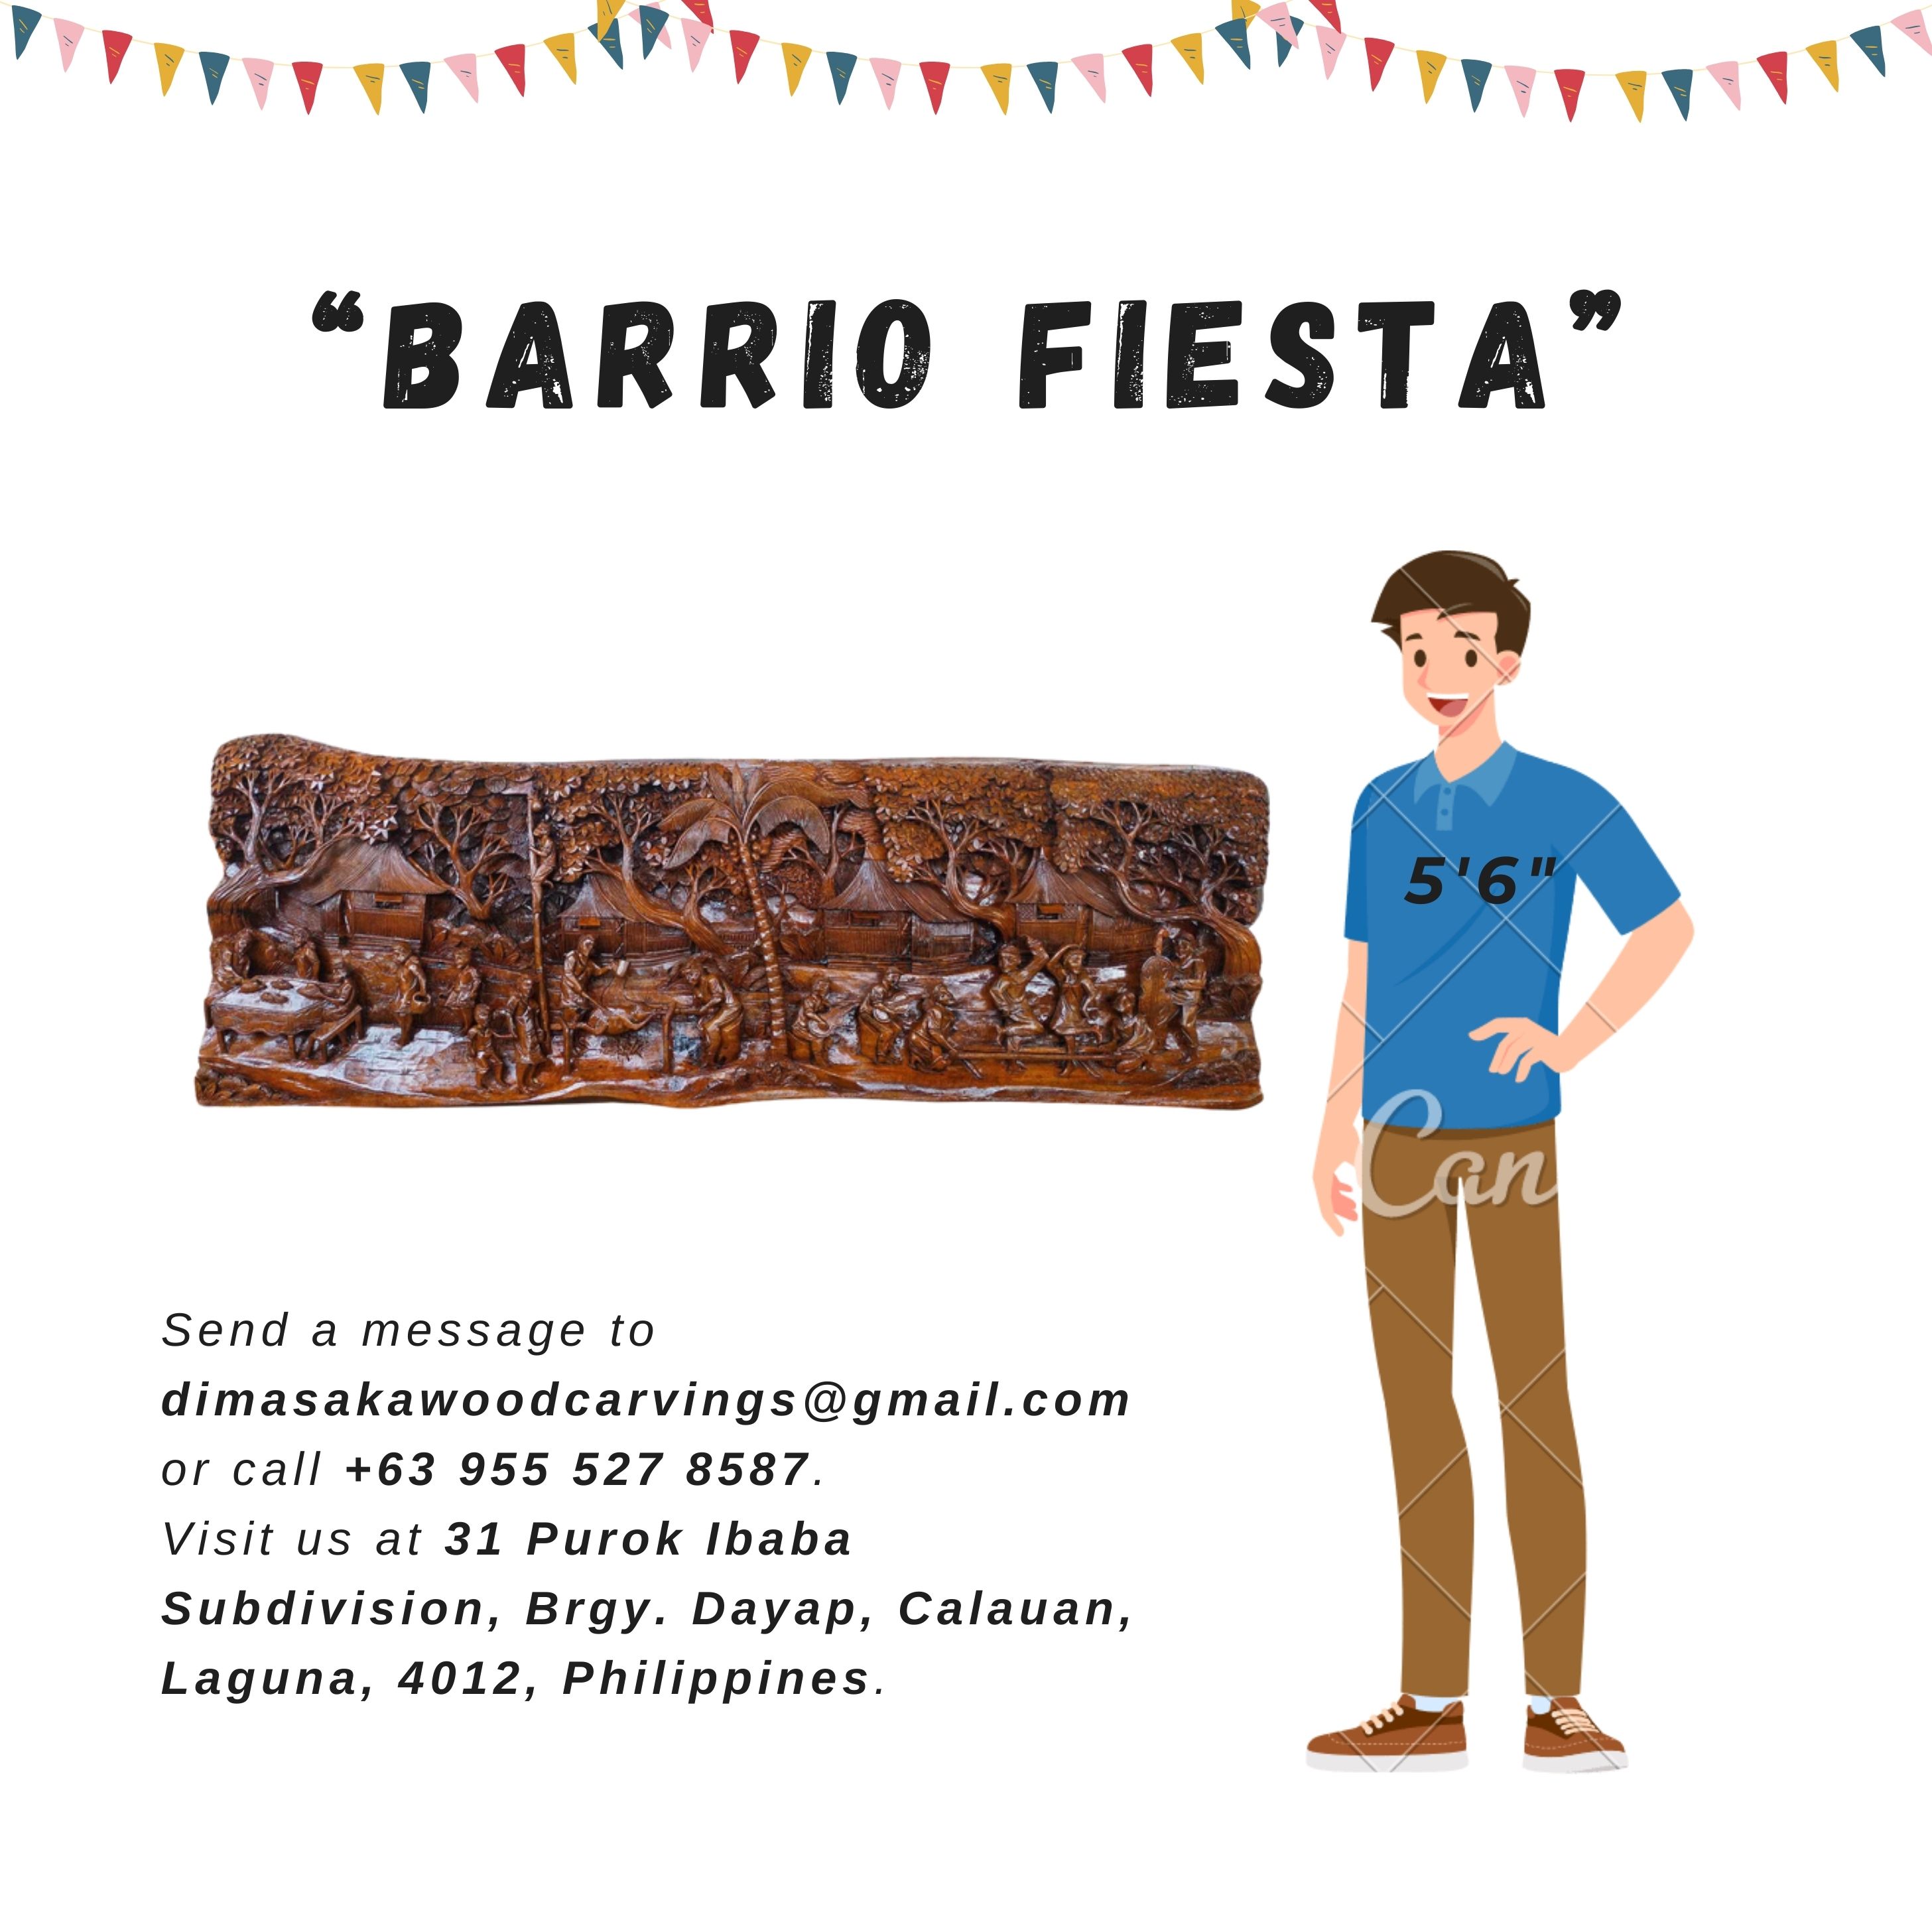 “BARRIO FIESTA”
5'6"
Can
Send a message to
dimasakawoodcarvings@gmail.com
or call +63 955 527 8587.
Visit us at 31 Purok Ibaba
Subdivision, Brgy. Dayap, Calauan,
Laguna, 4012, Philippines.